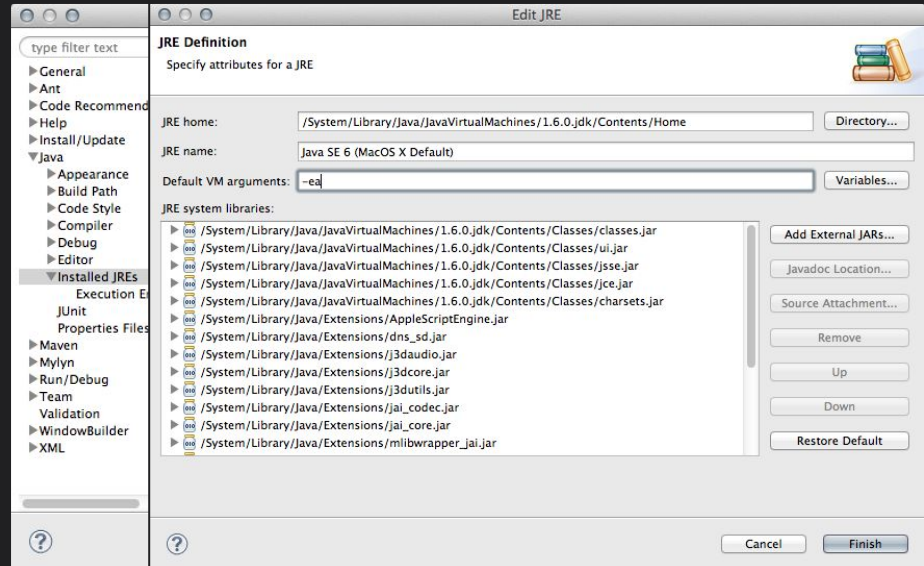 Edit JRE
type filter text
General
Ant
Code Recommend
Help
Install/Update
Java
Appearance
Build Path
Code Style
Compiler
Debug
Editor
Installed JREs
Execution En
JUnit
Properties Files
Maven
Mylyn
Run/Debug
Team
Validation
WindowBuilder
XML
JRE Definition
Specify attributes for a JRE
JRE home: /System/Library/Java/JavaVirtualMachines/1.6.0.jdk/Contents/Home Directory...
JRE name: Java SE 6 (MacOS X Default)
Default VM arguments: -ea Variables...
JRE system libraries:
/System/Library/Java/JavaVirtualMachines/1.6.0.jdk/Contents/Classes/classes.jar
/System/Library/Java/JavaVirtualMachines/1.6.0.jdk/Contents/Classes/ui.jar
/System/Library/Java/JavaVirtualMachines/1.6.0.jdk/Contents/Classes/jsse.jar
/System/Library/Java/JavaVirtualMachines/1.6.0.jdk/Contents/Classes/jce.jar
/System/Library/Java/JavaVirtualMachines/1.6.0.jdk/Contents/Classes/charsets.jar
/System/Library/Java/Extensions/AppleScriptEngine.jar
/System/Library/Java/Extensions/dns_sd.jar
/System/Library/Java/Extensions/j3daudio.jar
/System/Library/Java/Extensions/j3dcore.jar
/System/Library/Java/Extensions/j3dutils.jar
/System/Library/Java/Extensions/jai_codec.jar
/System/Library/Java/Extensions/jai_core.jar
/System/Library/Java/Extensions/mlibwrapper_jai.jar
Add External JARs...
Javadoc Location...
Source Attachment...
Remove
Up
Down
Restore Default
? ? Cancel Finish